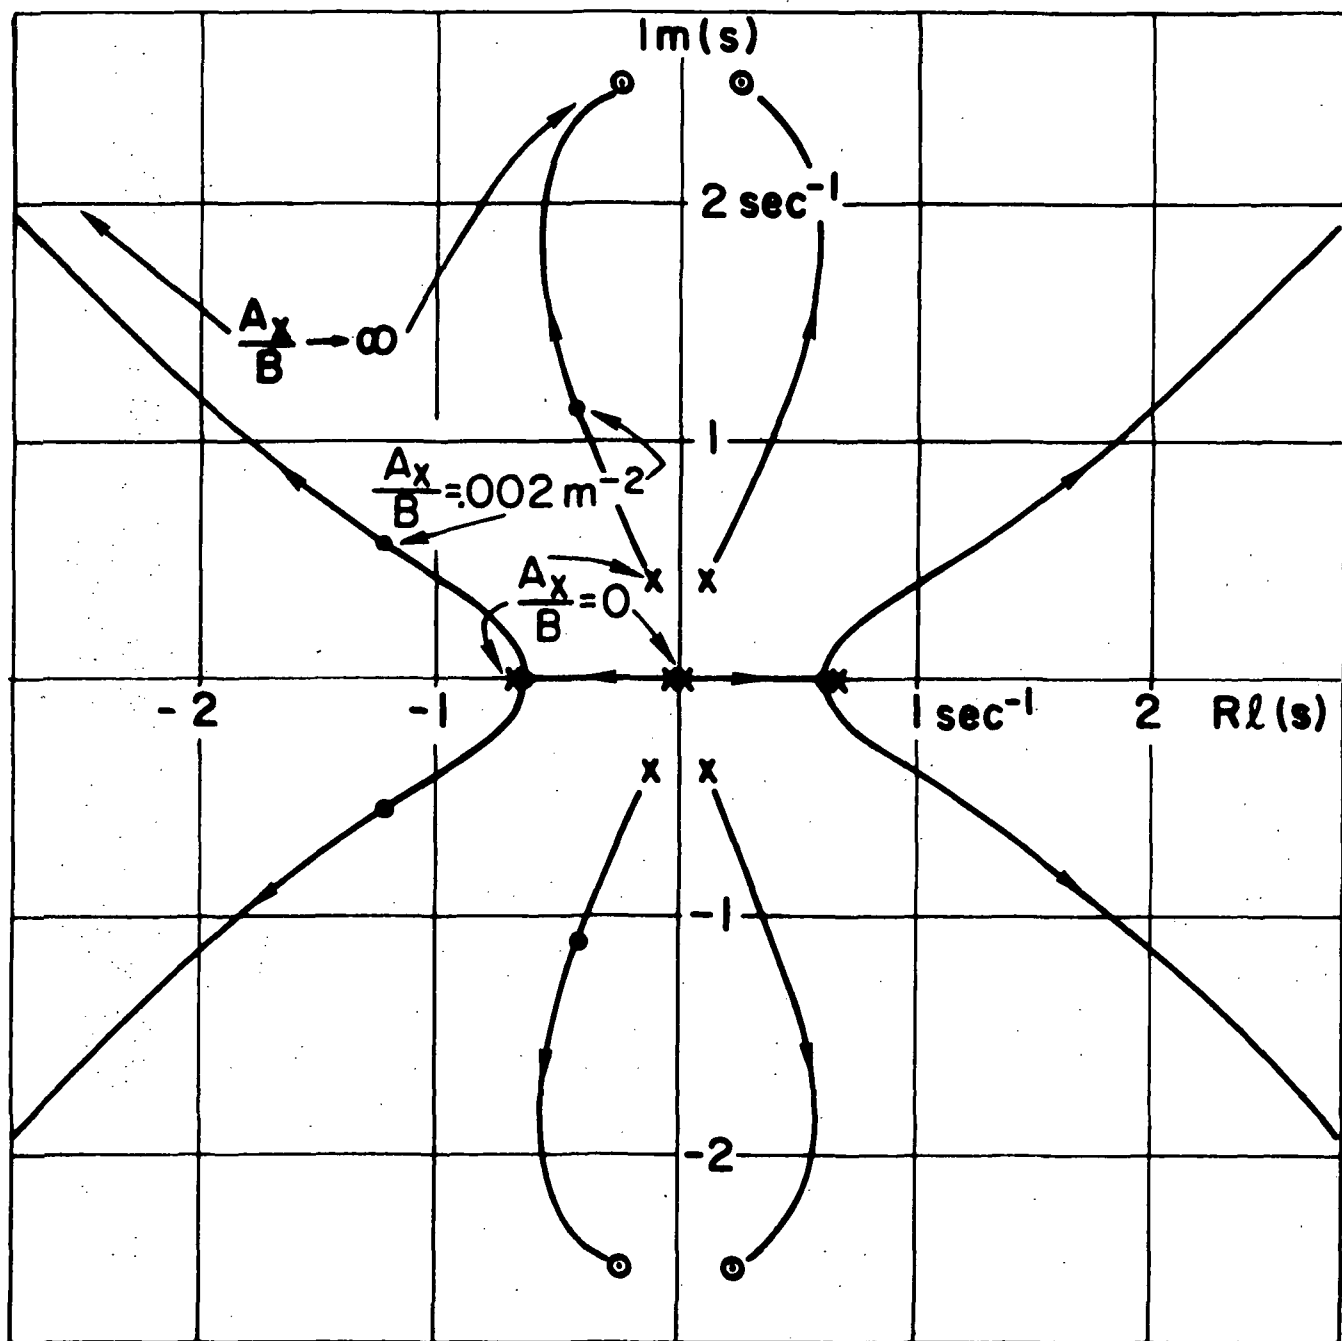 Im(s)
2 sec⁻¹
Aₓ/B → ∞
1
Aₓ/B = .002 m⁻²
Aₓ/B = 0
-2
-1
1 sec⁻¹
2
Rℓ(s)
-1
-2